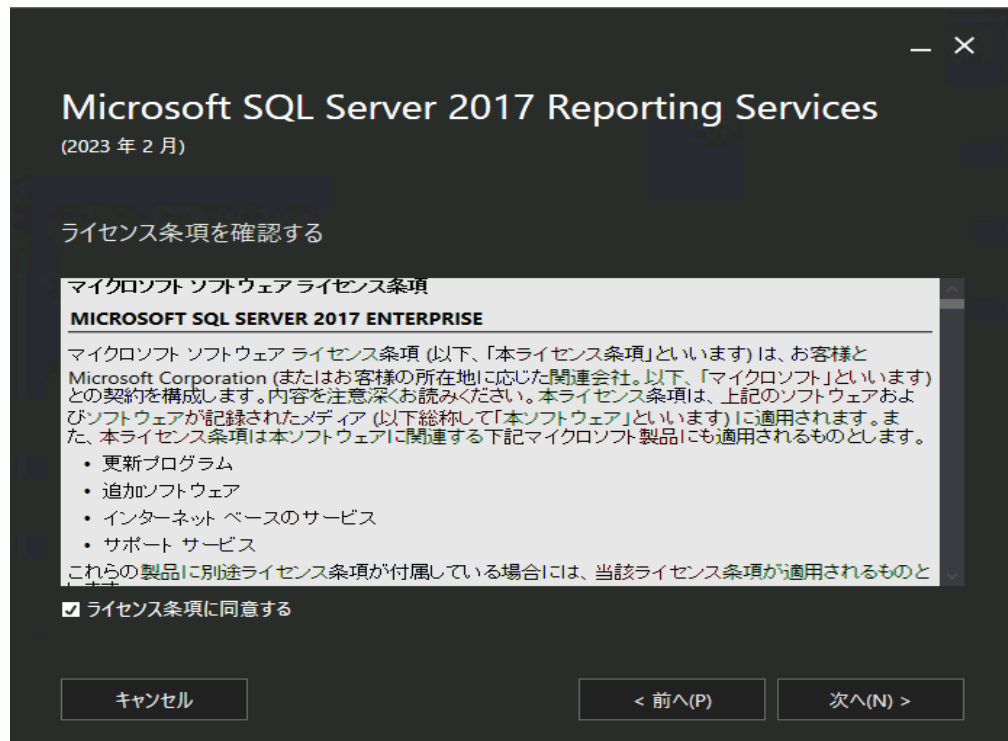 Microsoft SQL Server 2017 Reporting Services
(2023 年 2 月)
ライセンス条項を確認する
マイクロソフト ソフトウェア ライセンス条項
MICROSOFT SQL SERVER 2017 ENTERPRISE
マイクロソフト ソフトウェア ライセンス条項 (以下、「本ライセンス条項」といいます) は、お客様と
Microsoft Corporation (またはお客様の所在地に応じた関連会社。以下、「マイクロソフト」といいます)
との契約を構成します。内容を注意深くお読みください。本ライセンス条項は、上記のソフトウェアおよ
びソフトウェアが記録されたメディア (以下総称して「本ソフトウェア」といいます) に適用されます。ま
た、本ライセンス条項は本ソフトウェアに関連する下記マイクロソフト製品にも適用されるものとします。
• 更新プログラム
• 追加ソフトウェア
• インターネット ベースのサービス
• サポート サービス
これらの製品に別途ライセンス条項が付属している場合には、当該ライセンス条項が適用されるものと
ライセンス条項に同意する
キャンセル
< 前へ(P)
次へ(N) >